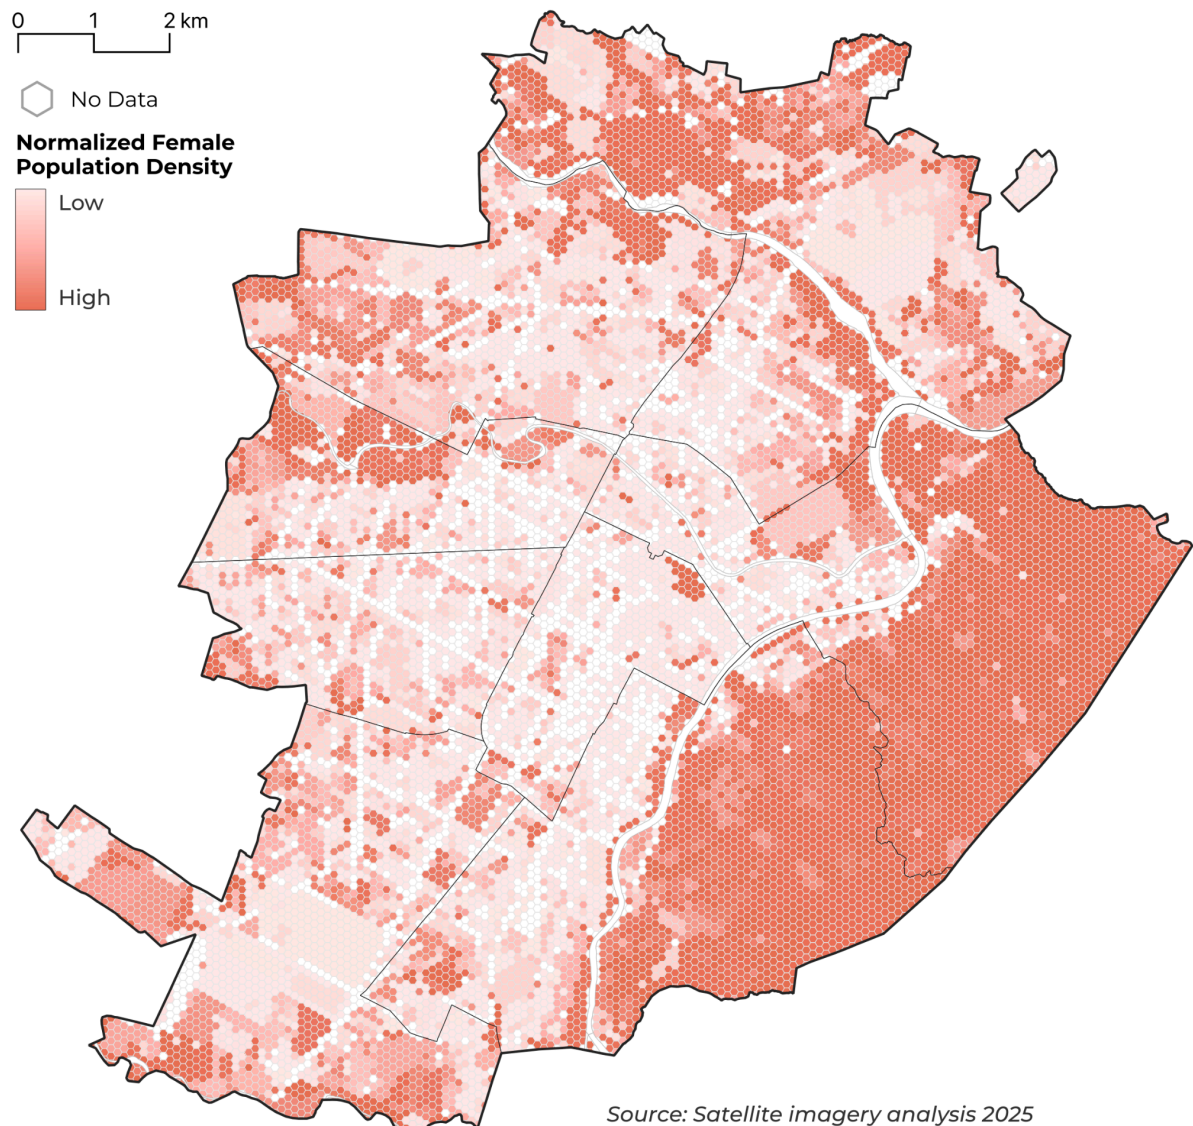 0 1 2 km
No Data
Normalized Female
Population Density
Low
High
Source: Satellite imagery analysis 2025